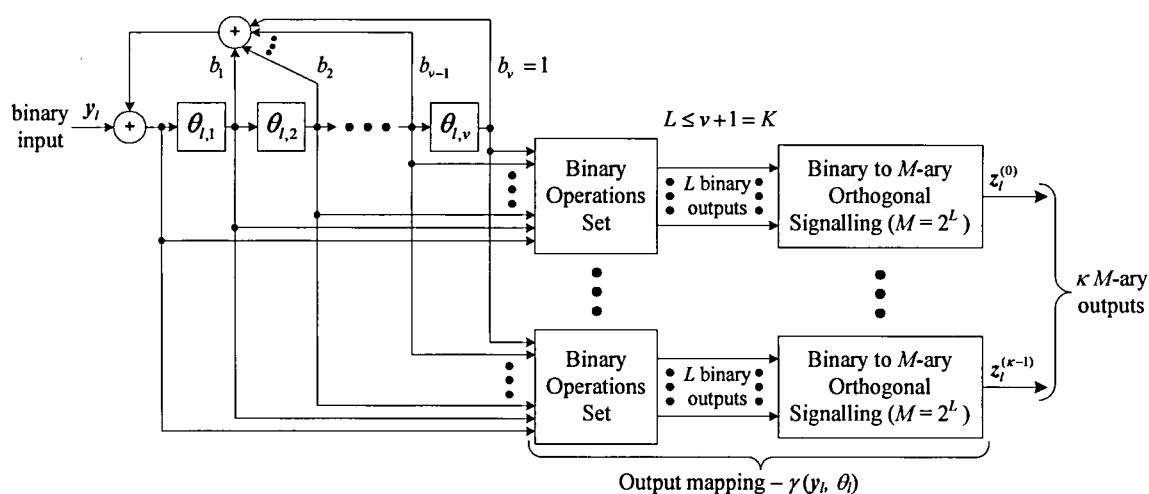 b₁
b₂
bᵥ₋₁
bᵥ = 1
binary
input
yₗ
+
+
θₗ,₁
θₗ,₂
θₗ,ᵥ
L ≤ v + 1 = K
Binary
Operations
Set
L binary
outputs
Binary to M-ary
Orthogonal
Signalling (M = 2ᴸ)
zₗ⁽⁰⁾
κ M-ary
outputs
Binary
Operations
Set
L binary
outputs
Binary to M-ary
Orthogonal
Signalling (M = 2ᴸ)
zₗ⁽ᵏ⁻¹⁾
Output mapping – γ (yₗ, θₗ)